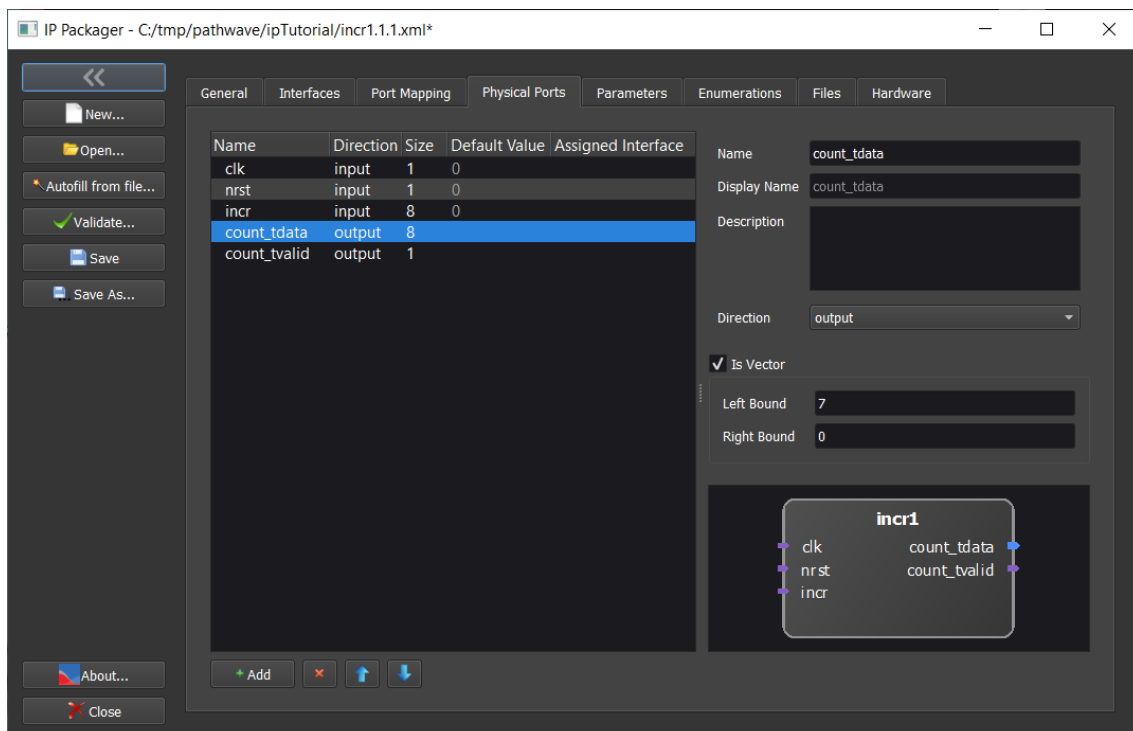 IP Packager - C:/tmp/pathwave/ipTutorial/incr1.1.1.xml*
New...
Open...
Autofill from file...
Validate...
Save
Save As...
About...
Close
General Interfaces Port Mapping Physical Ports Parameters Enumerations Files Hardware
Name Direction Size Default Value Assigned Interface
clk input 1 0
nrst input 1 0
incr input 8 0
count_tdata output 8
count_tvalid output 1
+ Add
Name count_tdata
Display Name count_tdata
Description
Direction output
Is Vector
Left Bound 7
Right Bound 0
incr1
clk count_tdata
nrst count_tvalid
incr